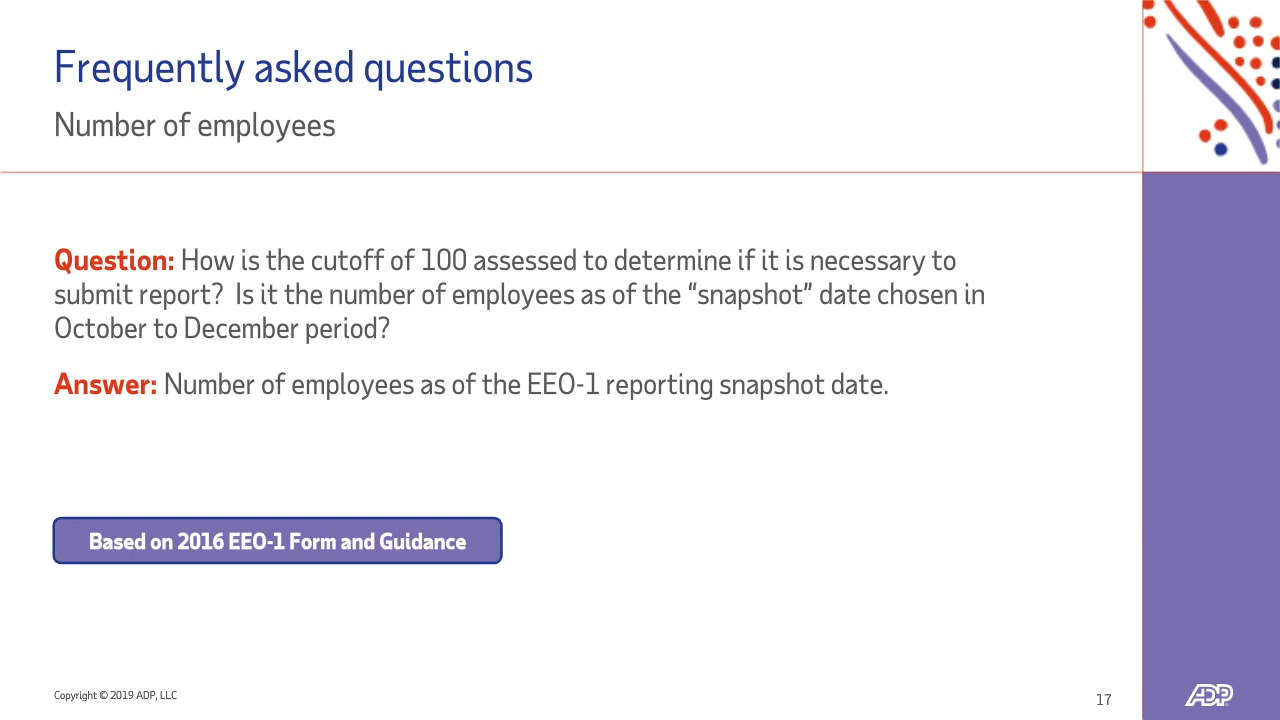 Frequently asked questions
Number of employees
Question: How is the cutoff of 100 assessed to determine if it is necessary to
submit report?  Is it the number of employees as of the “snapshot” date chosen in
October to December period?
Answer: Number of employees as of the EEO-1 reporting snapshot date.
Based on 2016 EEO-1 Form and Guidance
Copyright © 2019 ADP, LLC
17
ADP